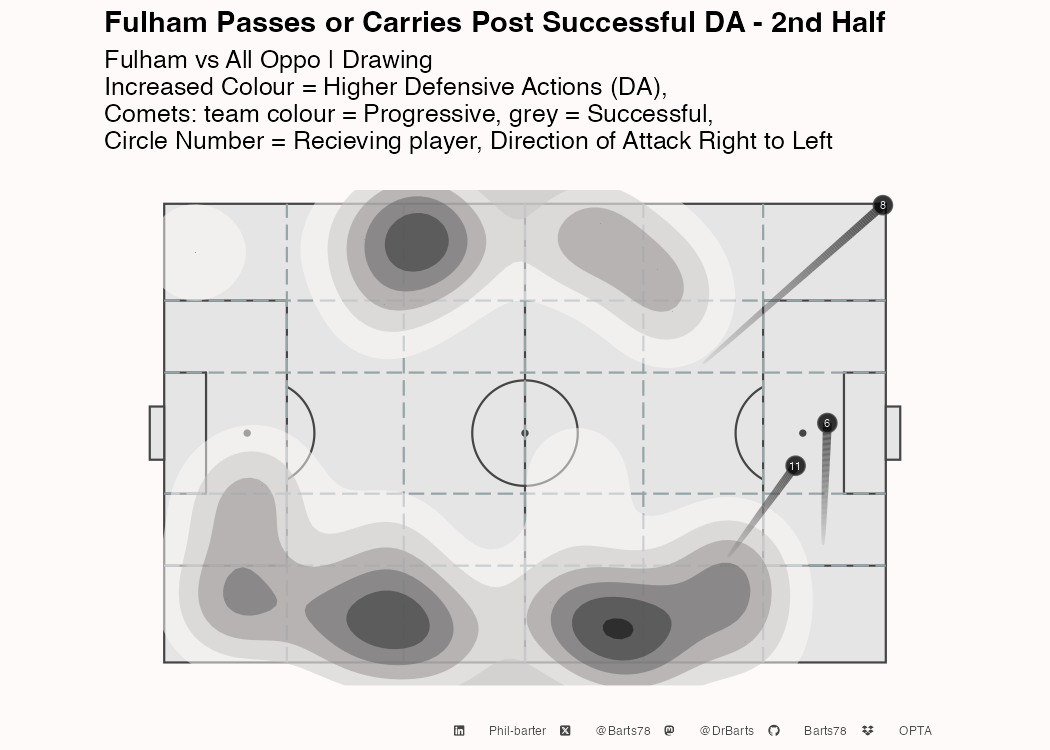 Fulham Passes or Carries Post Successful DA - 2nd Half
Fulham vs All Oppo | Drawing
Increased Colour = Higher Defensive Actions (DA),
Comets: team colour = Progressive, grey = Successful,
Circle Number = Recieving player, Direction of Attack Right to Left
8
6
11
Phil-barter @Barts78 @DrBarts Barts78 OPTA